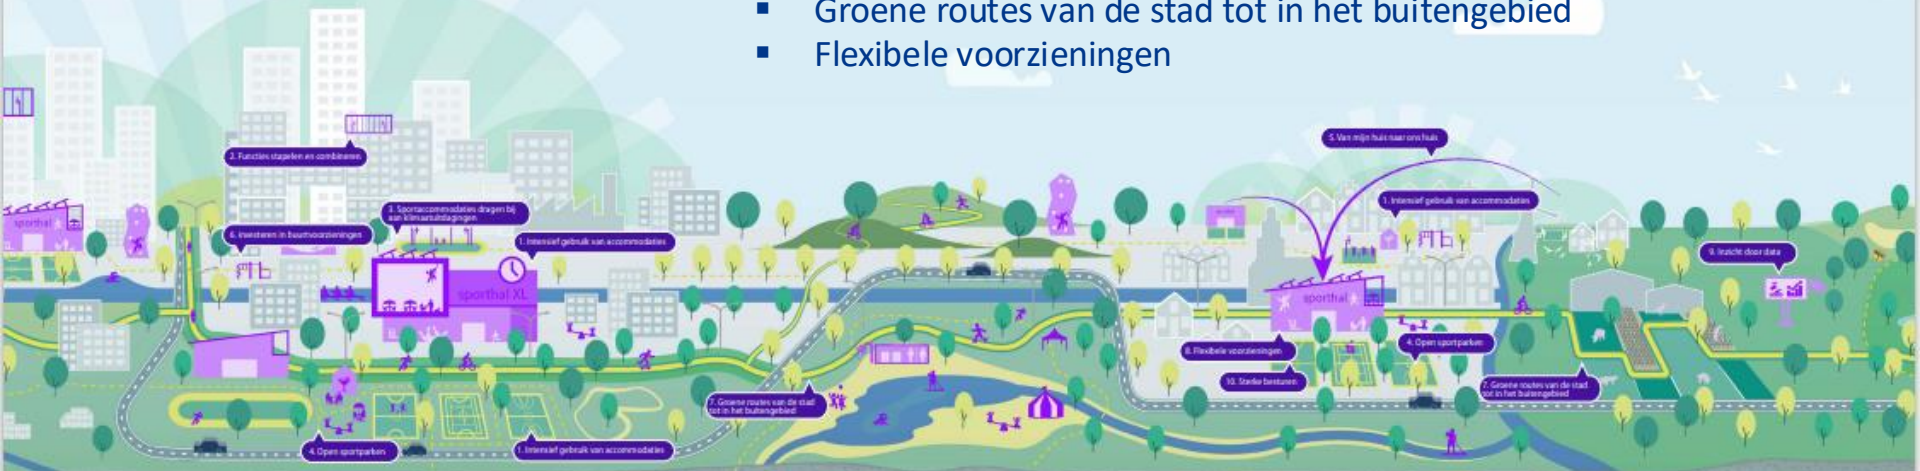 ▪ Groene routes van de stad tot in het buitengebied
▪ Flexibele voorzieningen
5. Van mijn huis naar ons huis
2. Functies stapelen en combineren
1. Intensief gebruik van accommodaties
3. Sportaccommodaties dragen bij
aan klimaatuitdagingen
sporthal
6. Investeren in buurtvoorzieningen
1. Intensief gebruik van accommodaties
9. Inzicht door data
sporthal XL
sporthal
4. Open sportparken
8. Flexibele voorzieningen
10. Sterke besturen
7. Groene routes van de stad
tot in het buitengebied
7. Groene routes van de stad
tot in het buitengebied
4. Open sportparken
1. Intensief gebruik van accommodaties